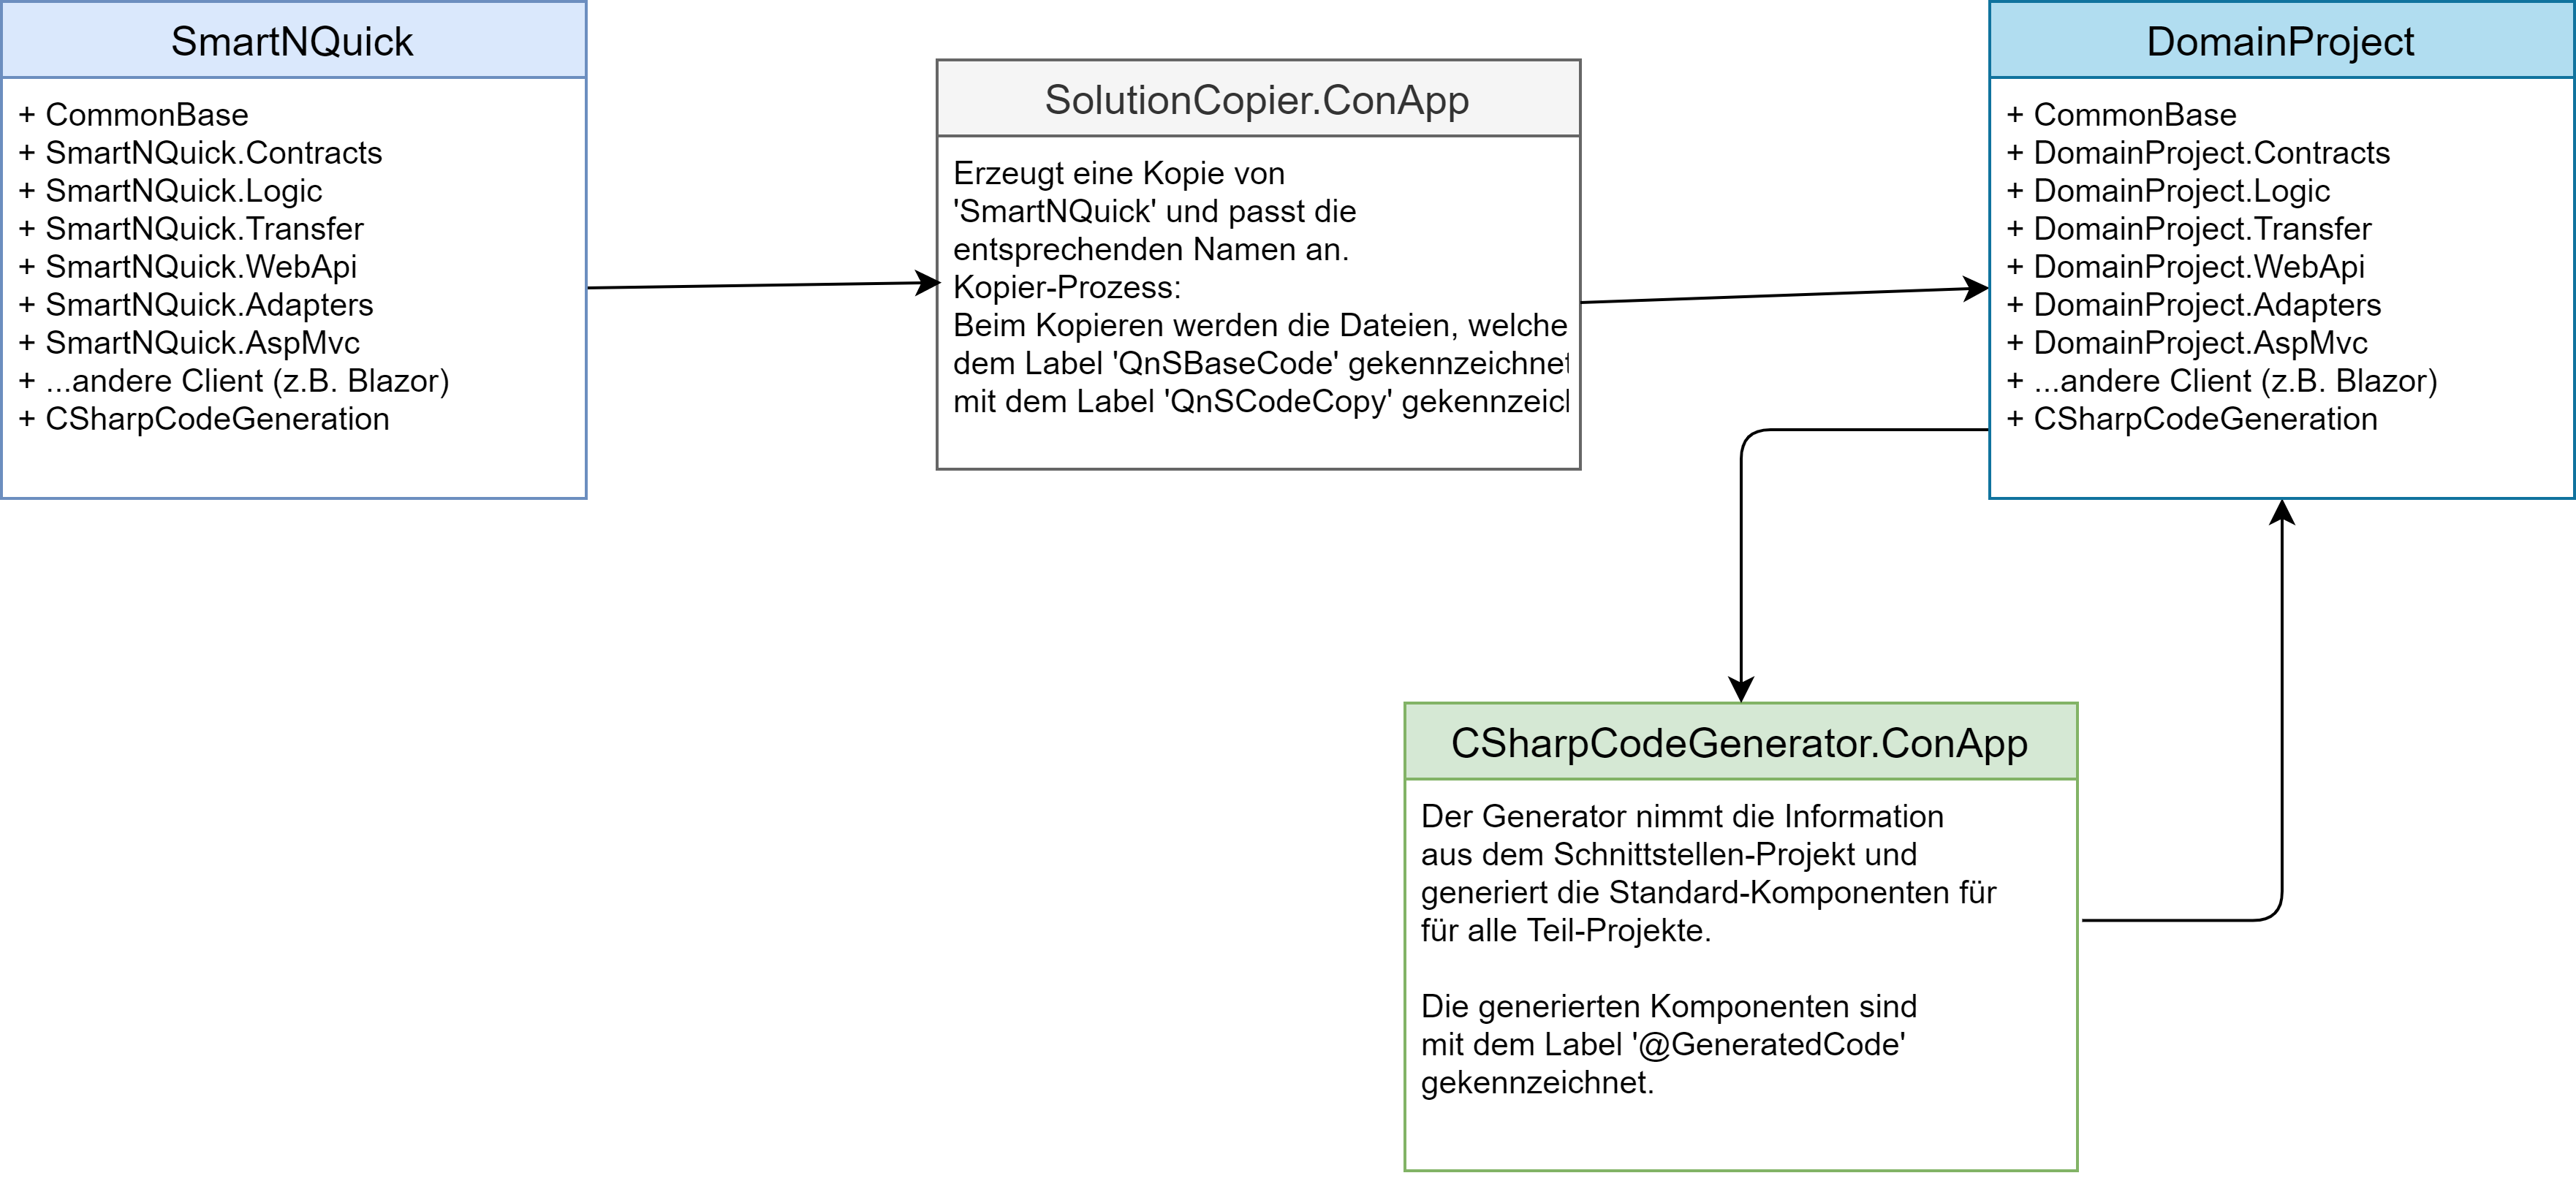 SmartNQuick
+ CommonBase
+ SmartNQuick.Contracts
+ SmartNQuick.Logic
+ SmartNQuick.Transfer
+ SmartNQuick.WebApi
+ SmartNQuick.Adapters
+ SmartNQuick.AspMvc
+ ...andere Client (z.B. Blazor)
+ CSharpCodeGeneration
SolutionCopier.ConApp
Erzeugt eine Kopie von
'SmartNQuick' und passt die
entsprechenden Namen an.
Kopier-Prozess:
Beim Kopieren werden die Dateien, welche
dem Label 'QnSBaseCode'
mit dem Label 'QnSCodeCopy'
DomainProject
+ CommonBase
+ DomainProject.Contracts
+ DomainProject.Logic
+ DomainProject.Transfer
+ DomainProject.WebApi
+ DomainProject.Adapters
+ DomainProject.AspMvc
+ ...andere Client (z.B. Blazor)
+ CSharpCodeGeneration
CSharpCodeGenerator.ConApp
Der Generator nimmt die Information
aus dem Schnittstellen-Projekt und
generiert die Standard-Komponenten für
für alle Teil-Projekte.
Die generierten Komponenten sind
mit dem Label '@GeneratedCode'
gekennzeichnet.